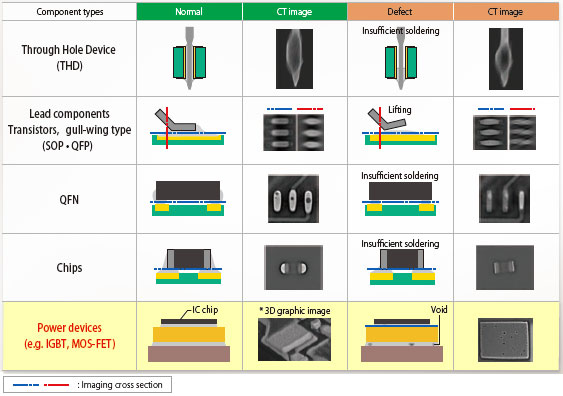 Component types Normal CT image Defect CT image
Through Hole Device
(THD)
Insufficient soldering
Lead components
Transistors, gull-wing type
(SOP・QFP)
Lifting
QFN
Insufficient soldering
Chips
Insufficient soldering
Power devices
(e.g. IGBT, MOS-FET)
IC chip
* 3D graphic image
Void
: Imaging cross section